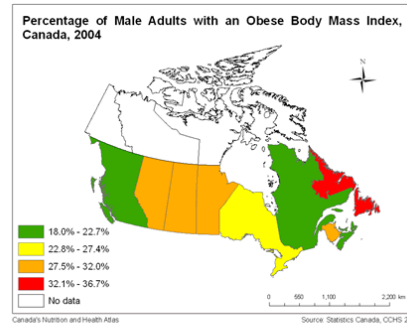 Percentage of Male Adults with an Obese Body Mass Index,
Canada, 2004
N
18.0% - 22.7%
22.8% - 27.4%
27.5% - 32.0%
32.1% - 36.7%
No data
0 550 1,100 2,200 km
Canada's Nutrition and Health Atlas
Source: Statistics Canada, CCHS 2